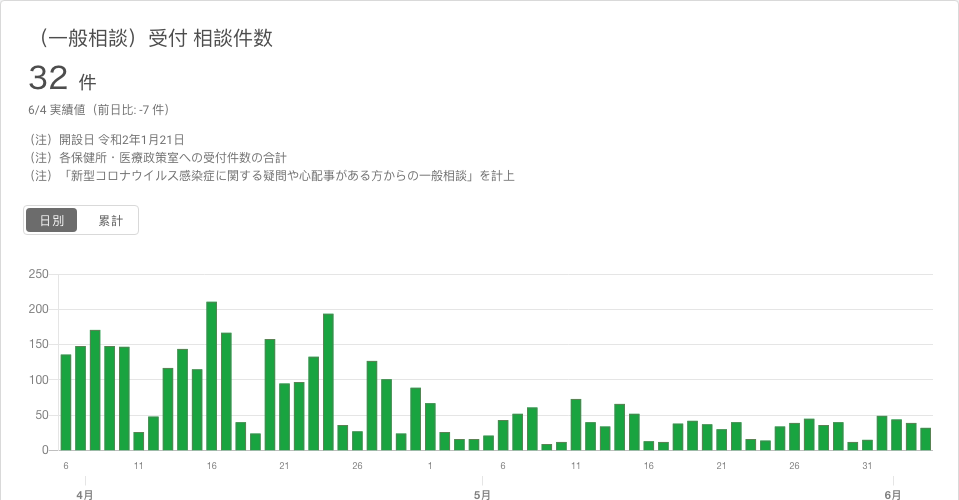 （一般相談）受付 相談件数
32 件
6/4 実績値（前日比: -7 件）
（注）開設日 令和2年1月21日
（注）各保健所・医療政策室への受付件数の合計
（注）「新型コロナウイルス感染症に関する疑問や心配事がある方からの一般相談」を計上
日別 累計
250
200
150
100
50
0
6 11 16 21 26 1 6 11 16 21 26 31
4月 5月 6月